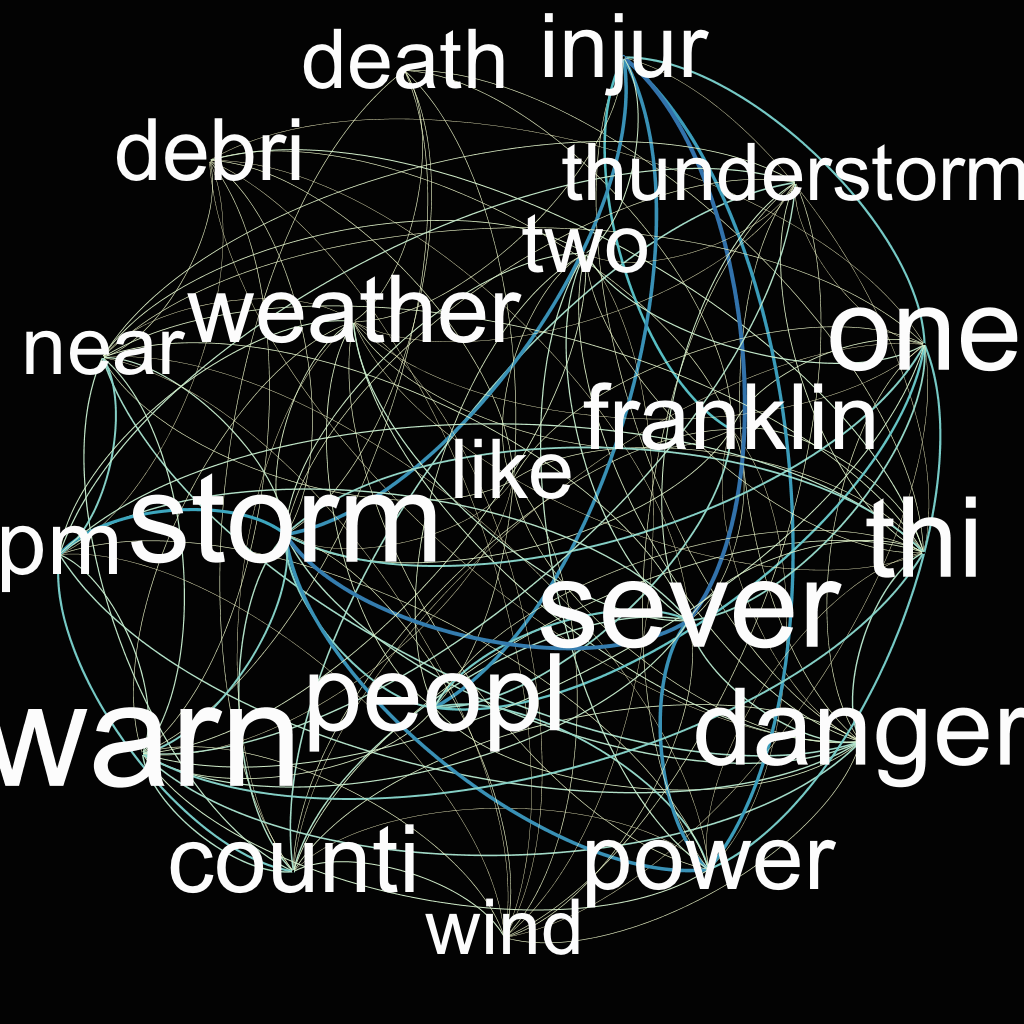 injur
death
debri
thunderstorm
two
weather
one
near
franklin
like
storm
thi
pm
sever
peopl
warn
danger
counti
power
wind